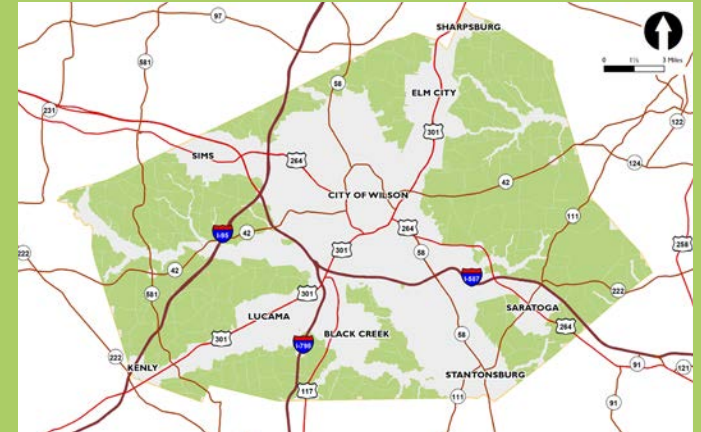 SHARPSBURG
97
581
58
0 1½ 3 Miles
ELM CITY
231
301
122
SIMS
264
124
42
CITY OF WILSON
111
I-95
42
264
301
58
258
222
42
I-587
581
301
222
LUCAMA
SARATOGA
BLACK CREEK
264
301
58
I-795
222
KENLY
STANTONSBURG
91
121
117
111
91